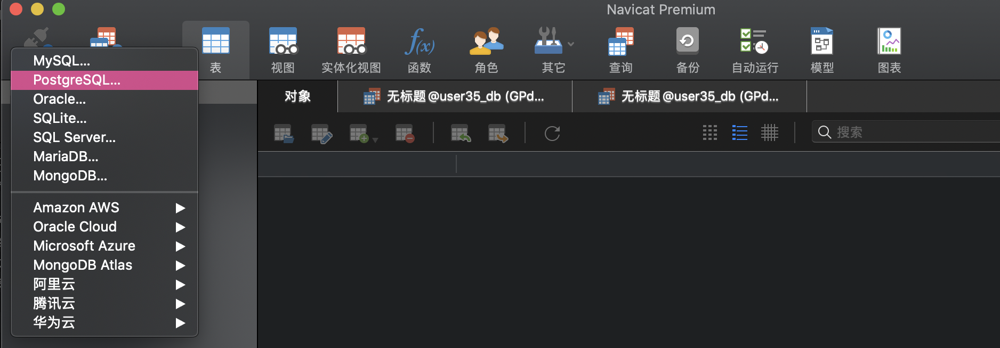 Navicat Premium
表
视图
实体化视图
f(x)
函数
角色
其它
查询
备份
自动运行
模型
图表
MySQL...
PostgreSQL...
Oracle...
SQLite...
SQL Server...
MariaDB...
MongoDB...
Amazon AWS
Oracle Cloud
Microsoft Azure
MongoDB Atlas
阿里云
腾讯云
华为云
对象
无标题 @user35_db (GPd...
无标题 @user35_db (GPd...
搜索